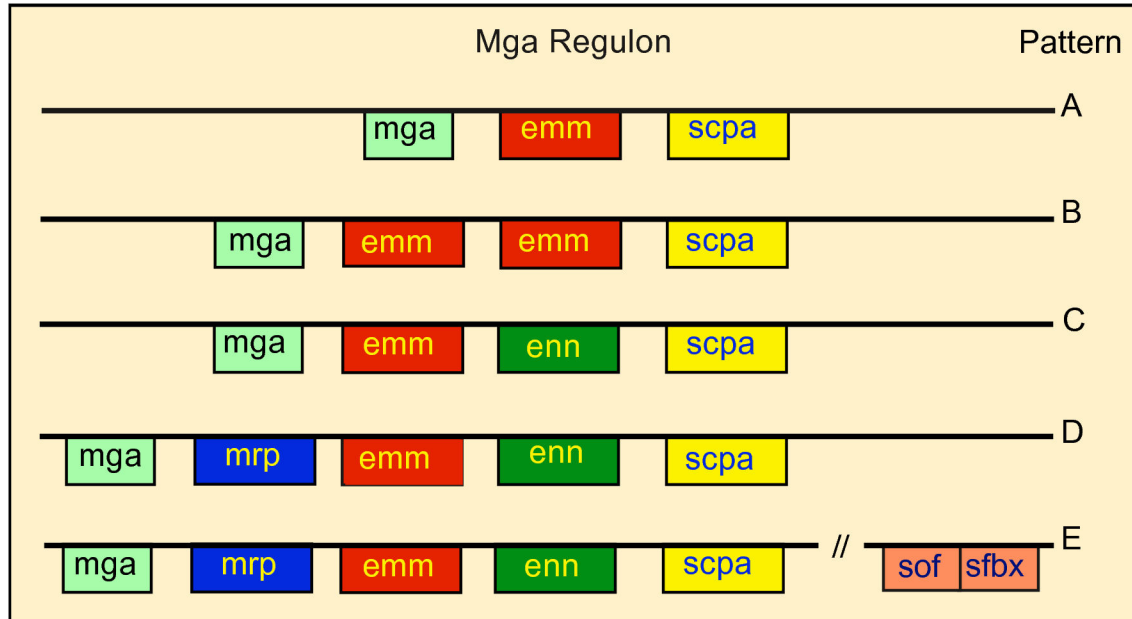 Mga Regulon Pattern
A
mga emm scpa
B
mga emm emm scpa
C
mga emm enn scpa
D
mga mrp emm enn scpa
E
mga mrp emm enn scpa // sof sfbx